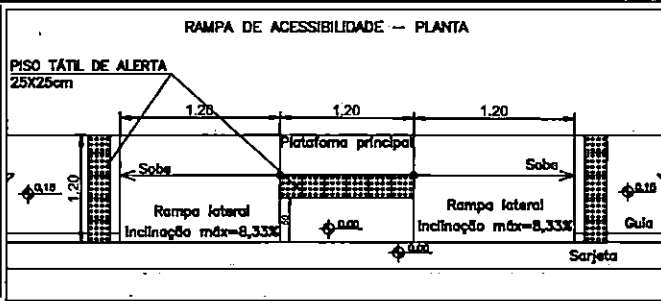 RAMPA DE ACESSIBILIDADE – PLANTA
PISO TÁTIL DE ALERTA
25X25cm
1,20 1,20 1,20
Plataforma principal
Sobe Sobe
0,15 1,20 0,15
Rampa lateral
Inclinação máx=8,33%
50
0.00
Rampa lateral
Inclinação máx=8,33%
Guia
0.00
Sarjeta